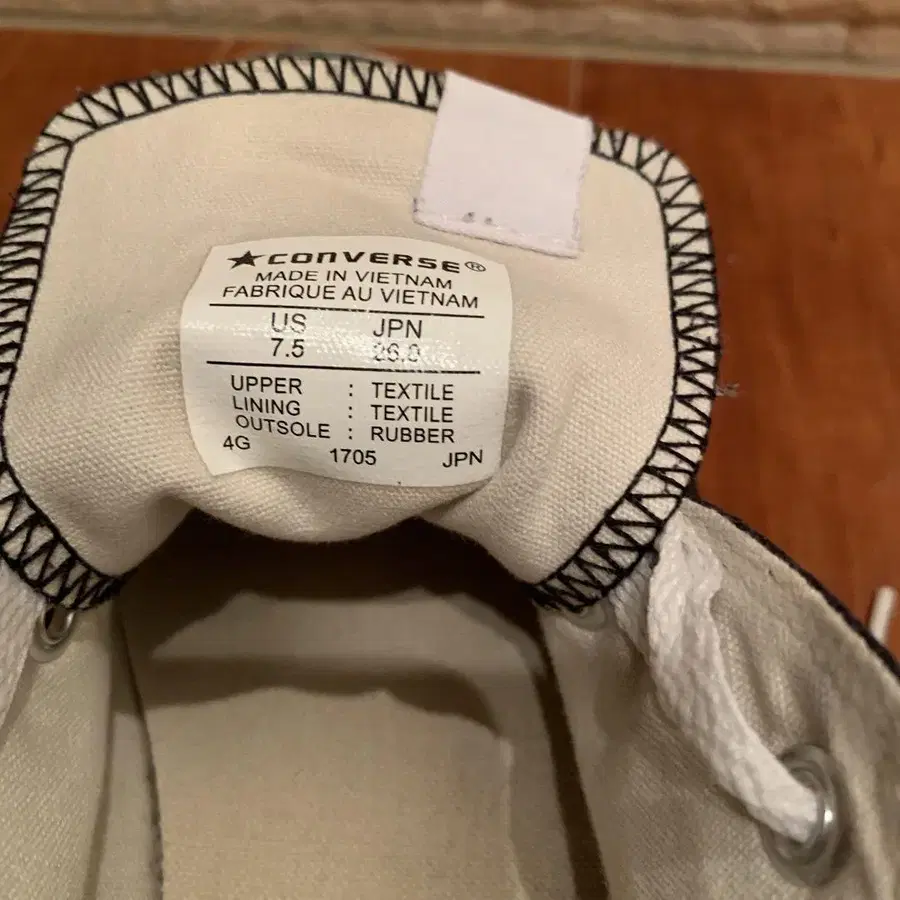 ★CONVERSE®
MADE IN VIETNAM
FABRIQUE AU VIETNAM
US JPN
7.5 26.0
UPPER : TEXTILE
LINING : TEXTILE
OUTSOLE : RUBBER
4G 1705 JPN